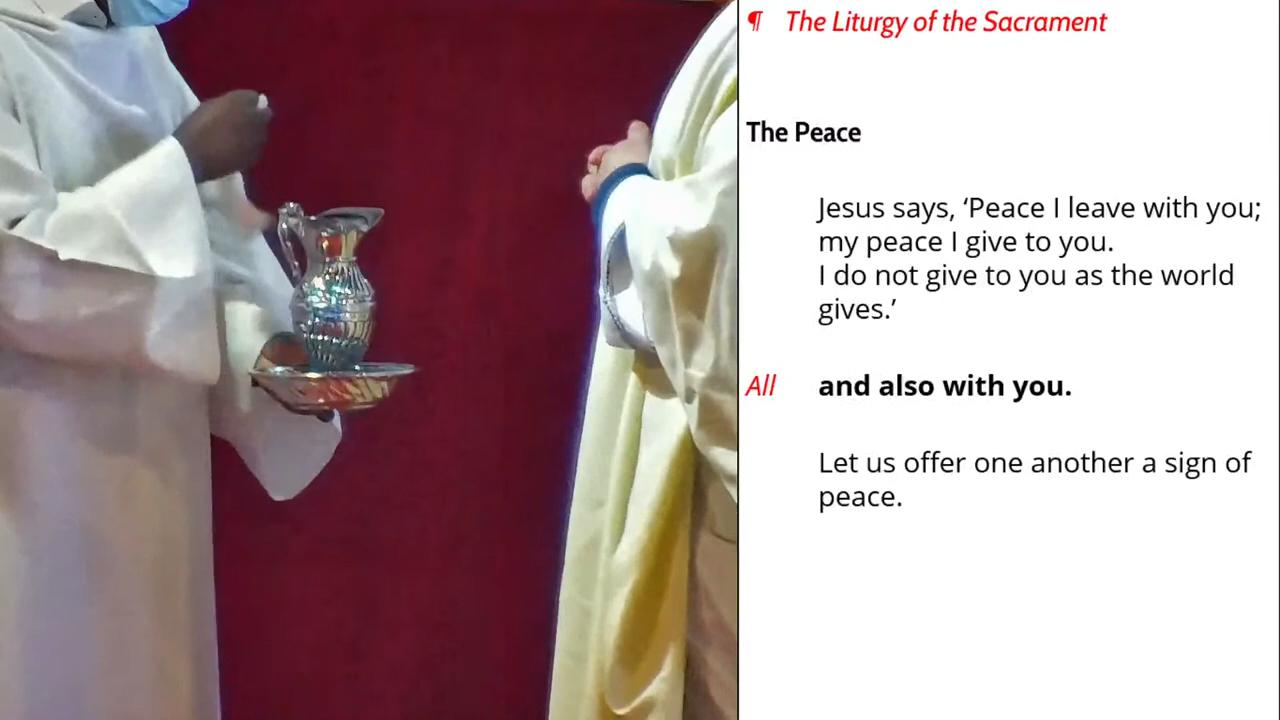 ¶ The Liturgy of the Sacrament
The Peace
Jesus says, ‘Peace I leave with you;
my peace I give to you.
I do not give to you as the world
gives.’
All and also with you.
Let us offer one another a sign of
peace.